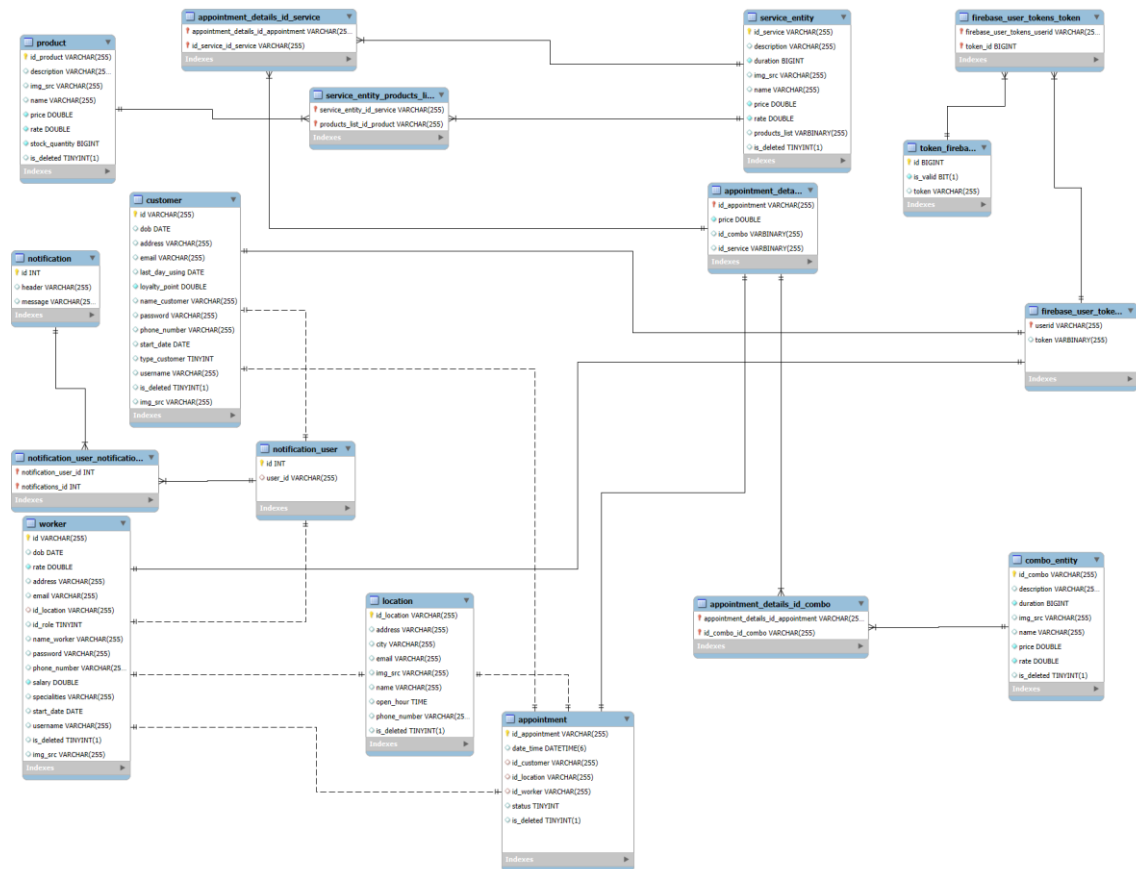 appointment_details_id_service
appointment_details_id_appointment VARCHAR(255)
id_service_id_service VARCHAR(255)
Indexes
service_entity
id_service VARCHAR(255)
description VARCHAR(255)
duration BIGINT
img_src VARCHAR(255)
name VARCHAR(255)
price DOUBLE
rate DOUBLE
products_list VARBINARY(255)
is_deleted TINYINT(1)
Indexes
firebase_user_tokens_token
firebase_user_tokens_userid VARCHAR(25...
token_id BIGINT
Indexes
product
id_product VARCHAR(255)
description VARCHAR(25...
img_src VARCHAR(255)
name VARCHAR(255)
price DOUBLE
rate DOUBLE
stock_quantity BIGINT
is_deleted TINYINT(1)
Indexes
service_entity_products_li...
service_entity_id_service VARCHAR(255)
products_list_id_product VARCHAR(255)
Indexes
token_fireba...
id BIGINT
is_valid BIT(1)
token VARCHAR(255)
Indexes
customer
id VARCHAR(255)
dob DATE
address VARCHAR(255)
email VARCHAR(255)
last_day_using DATE
loyalty_point DOUBLE
name_customer VARCHAR(255)
password VARCHAR(255)
phone_number VARCHAR(255)
start_date DATE
type_customer TINYINT
username VARCHAR(255)
is_deleted TINYINT(1)
img_src VARCHAR(255)
Indexes
appointment_deta...
id_appointment VARCHAR(255)
price DOUBLE
id_combo VARBINARY(255)
id_service VARBINARY(255)
Indexes
notification
id INT
header VARCHAR(255)
message VARCHAR(25...
Indexes
firebase_user_toke...
userid VARCHAR(255)
token VARBINARY(255)
Indexes
notification_user_notificatio...
notification_user_id INT
notifications_id INT
Indexes
notification_user
id INT
user_id VARCHAR(255)
Indexes
worker
id VARCHAR(255)
dob DATE
rate DOUBLE
address VARCHAR(255)
email VARCHAR(255)
id_location VARCHAR(255)
id_role TINYINT
name_worker VARCHAR(255)
password VARCHAR(255)
phone_number VARCHAR(25...
salary DOUBLE
specialities VARCHAR(255)
start_date DATE
username VARCHAR(255)
is_deleted TINYINT(1)
img_src VARCHAR(255)
Indexes
location
id_location VARCHAR(255)
address VARCHAR(255)
city VARCHAR(255)
email VARCHAR(255)
img_src VARCHAR(255)
name VARCHAR(255)
open_hour TIME
phone_number VARCHAR(25...
is_deleted TINYINT(1)
Indexes
appointment_details_id_combo
appointment_details_id_appointment VARCHAR(25...
id_combo_id_combo VARCHAR(255)
Indexes
combo_entity
id_combo VARCHAR(255)
description VARCHAR(25...
duration BIGINT
img_src VARCHAR(255)
name VARCHAR(255)
price DOUBLE
rate DOUBLE
is_deleted TINYINT(1)
Indexes
appointment
id_appointment VARCHAR(255)
date_time DATETIME(6)
id_customer VARCHAR(255)
id_location VARCHAR(255)
id_worker VARCHAR(255)
status TINYINT
is_deleted TINYINT(1)
Indexes